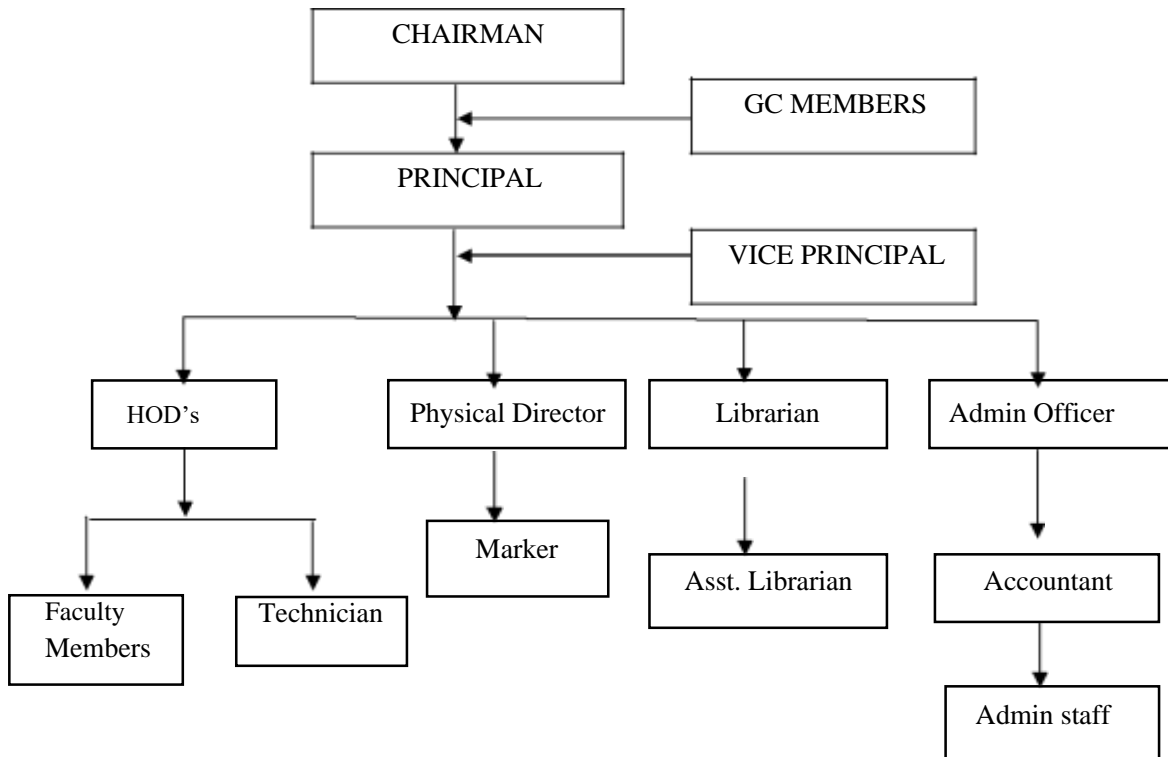 CHAIRMAN
GC MEMBERS
PRINCIPAL
VICE PRINCIPAL
HOD’s
Physical Director
Librarian
Admin Officer
Marker
Asst. Librarian
Accountant
Faculty
Members
Technician
Admin staff